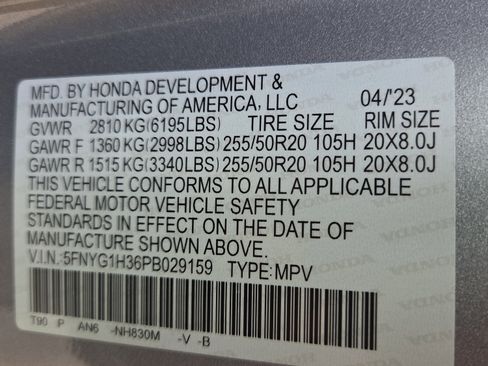 MFD. BY HONDA DEVELOPMENT &
MANUFACTURING OF AMERICA, LLC 04/'23
GVWR 2810 KG(6195LBS) TIRE SIZE RIM SIZE
GAWR F 1360 KG(2998LBS) 255/50R20 105H 20X8.0J
GAWR R 1515 KG(3340LBS) 255/50R20 105H 20X8.0J
THIS VEHICLE CONFORMS TO ALL APPLICABLE
FEDERAL MOTOR VEHICLE SAFETY
STANDARDS IN EFFECT ON THE DATE OF
MANUFACTURE SHOWN ABOVE.
V.I.N.:5FNYG1H36PB029159 TYPE:MPV
T90 P AN6 -NH830M -V -B